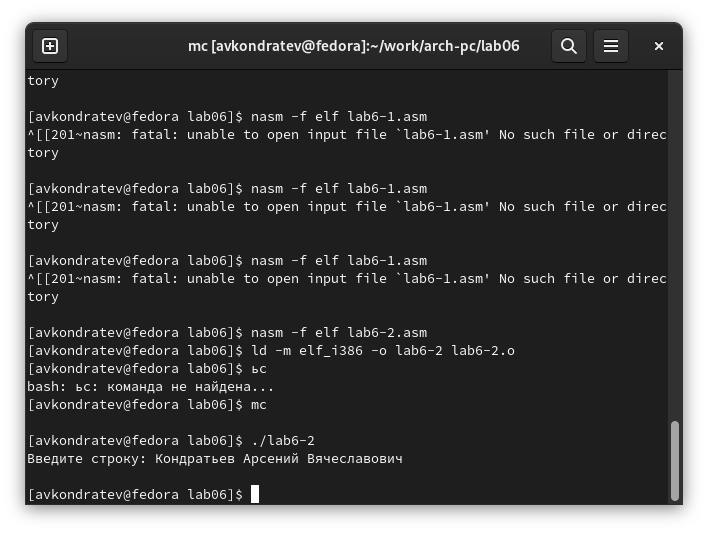 mc [avkondratev@fedora]:~/work/arch-pc/lab06
tory
[avkondratev@fedora lab06]$ nasm -f elf lab6-1.asm
^[[201~nasm: fatal: unable to open input file `lab6-1.asm' No such file or direc
tory
[avkondratev@fedora lab06]$ nasm -f elf lab6-1.asm
^[[201~nasm: fatal: unable to open input file `lab6-1.asm' No such file or direc
tory
[avkondratev@fedora lab06]$ nasm -f elf lab6-1.asm
^[[201~nasm: fatal: unable to open input file `lab6-1.asm' No such file or direc
tory
[avkondratev@fedora lab06]$ nasm -f elf lab6-2.asm
[avkondratev@fedora lab06]$ ld -m elf_i386 -o lab6-2 lab6-2.o
[avkondratev@fedora lab06]$ ьс
bash: ьс: команда не найдена...
[avkondratev@fedora lab06]$ mc
[avkondratev@fedora lab06]$ ./lab6-2
Введите строку: Кондратьев Арсений Вячеславович
[avkondratev@fedora lab06]$